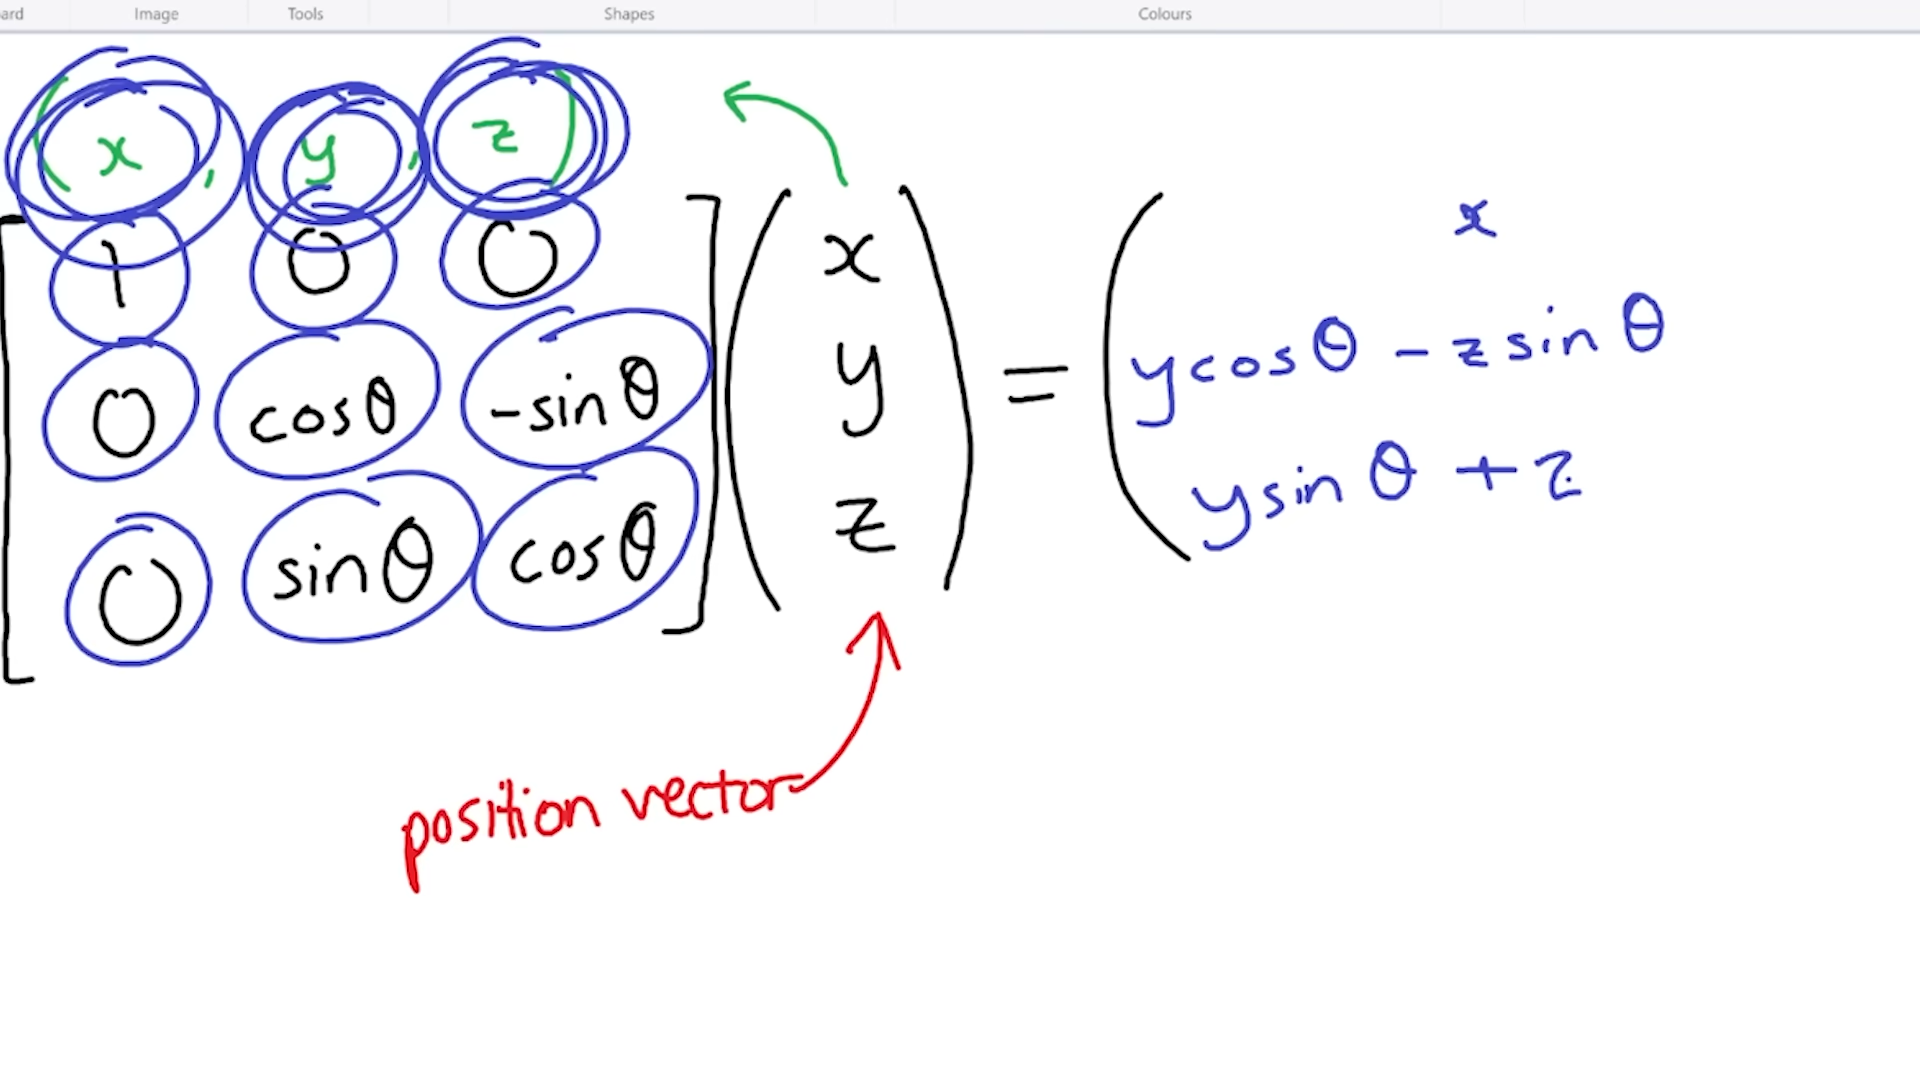 ard Image Tools Shapes Colours
( x , y , z )
[ 1 0 0 ] ( x ) = ( x
0 cosθ -sinθ y ycosθ - zsinθ
0 sinθ cosθ z ysinθ + z
position vector